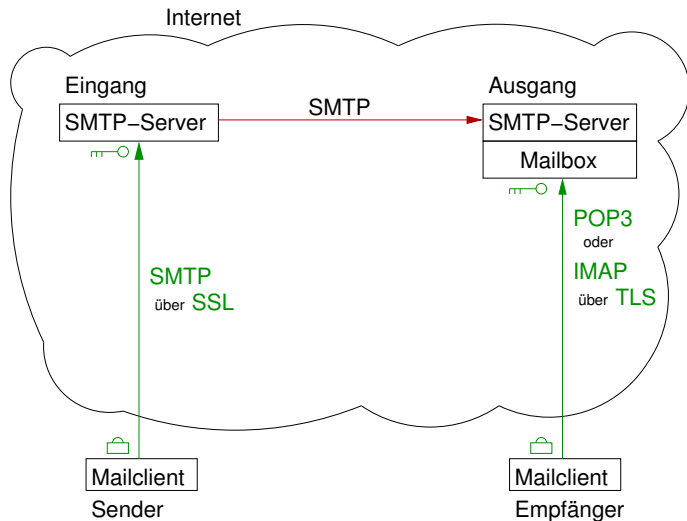 Internet
Eingang
SMTP–Server
SMTP
Ausgang
SMTP–Server
Mailbox
SMTP
über SSL
POP3
oder
IMAP
über TLS
Mailclient
Sender
Mailclient
Empfänger